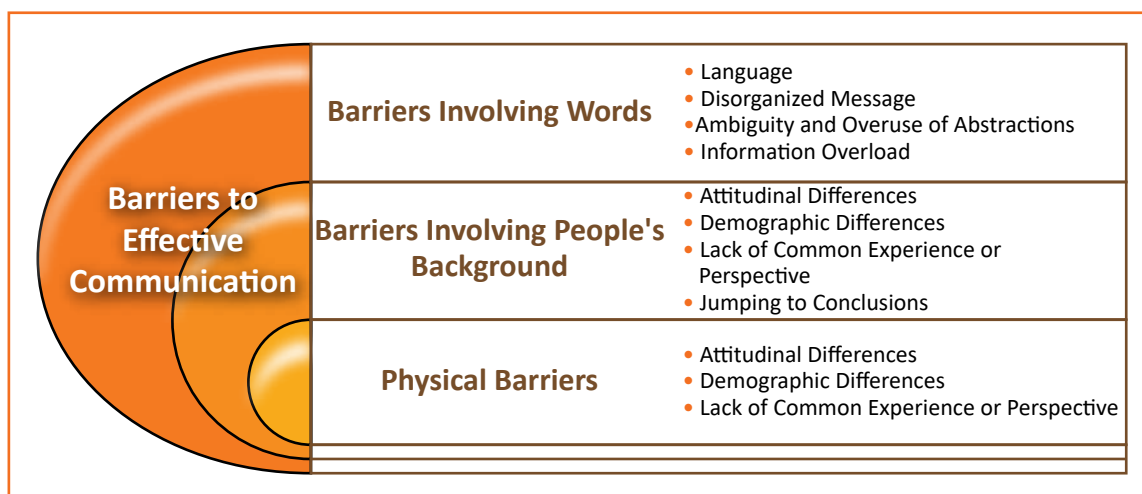 Barriers to
Effective
Communication
Barriers Involving Words
• Language
• Disorganized Message
•Ambiguity and Overuse of Abstractions
• Information Overload
Barriers Involving People's
Background
• Attitudinal Differences
• Demographic Differences
• Lack of Common Experience or
Perspective
• Jumping to Conclusions
Physical Barriers
• Attitudinal Differences
• Demographic Differences
• Lack of Common Experience or Perspective